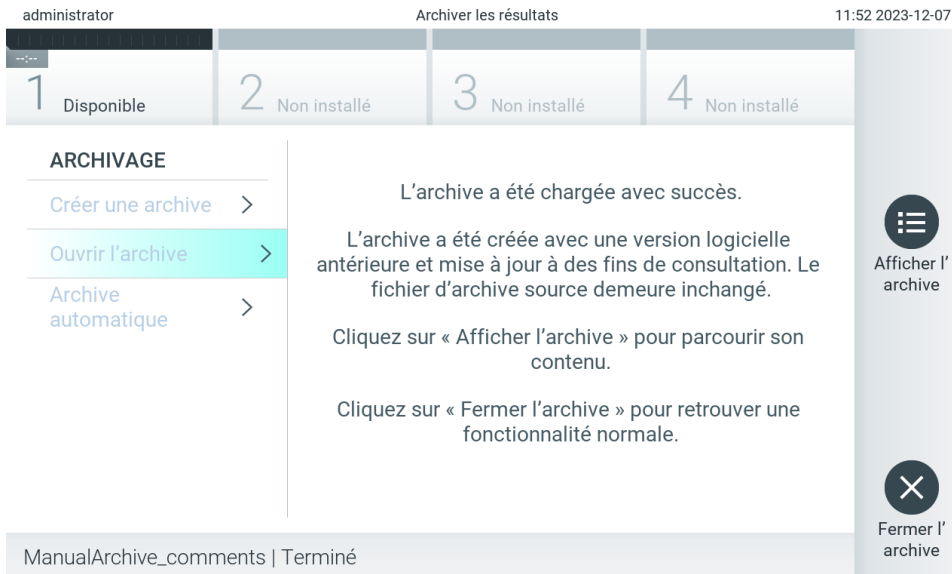 administrator
Archiver les résultats
11:52 2023-12-07
--:--
1 Disponible
2 Non installé
3 Non installé
4 Non installé
ARCHIVAGE
Créer une archive
Ouvrir l’archive
Archive
automatique
L’archive a été chargée avec succès.
L’archive a été créée avec une version logicielle
antérieure et mise à jour à des fins de consultation. Le
fichier d’archive source demeure inchangé.
Cliquez sur « Afficher l’archive » pour parcourir son
contenu.
Cliquez sur « Fermer l’archive » pour retrouver une
fonctionnalité normale.
Afficher l’
archive
Fermer l’
archive
ManualArchive_comments | Terminé